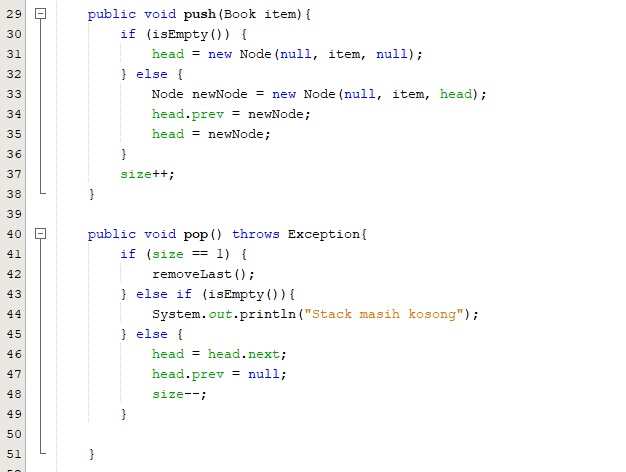 29 public void push(Book item){
30 if (isEmpty()) {
31 head = new Node(null, item, null);
32 } else {
33 Node newNode = new Node(null, item, head);
34 head.prev = newNode;
35 head = newNode;
36 }
37 size++;
38 }
39
40 public void pop() throws Exception{
41 if (size == 1) {
42 removeLast();
43 } else if (isEmpty()){
44 System.out.println("Stack masih kosong");
45 } else {
46 head = head.next;
47 head.prev = null;
48 size--;
49 }
50
51 }